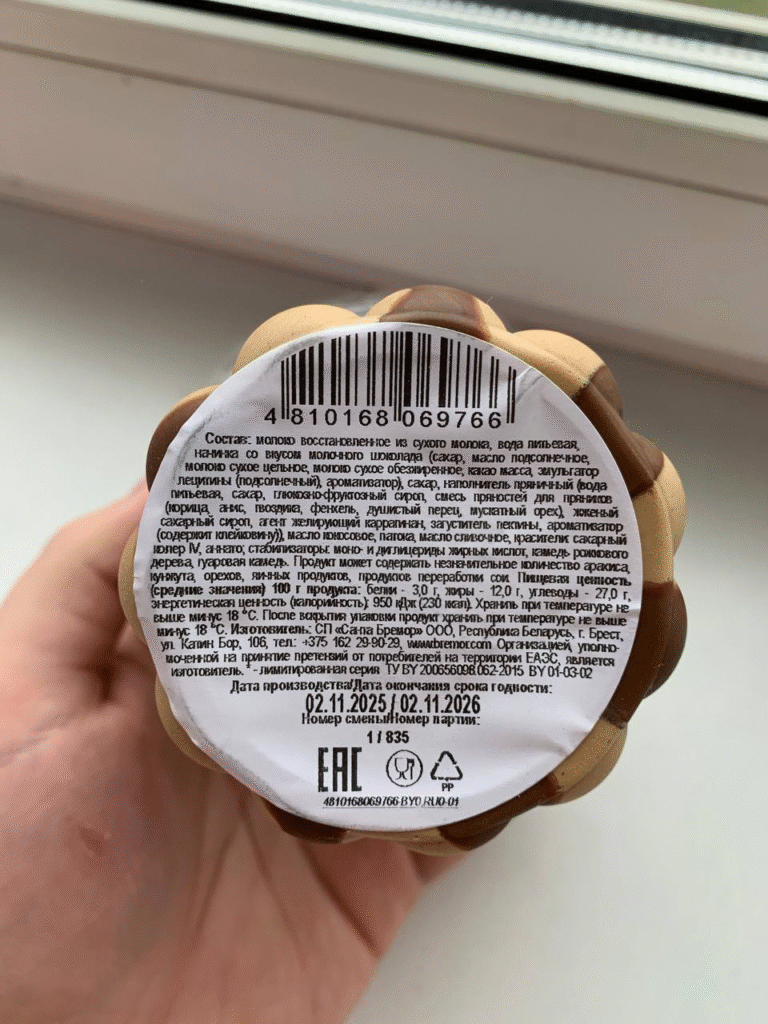 4 810168 069766
Состав: молоко восстановленное из сухого молока, вода питьевая,
начинка со вкусом молочного шоколада (сахар, масло подсолнечное,
молоко сухое цельное, молоко сухое обезжиренное, какао масса, эмульгатор
лецитины (подсолнечный), ароматизатор), сахар, наполнитель пряничный (вода
питьевая, сахар, глюкозно-фруктозный сироп, смесь пряностей для пряников
(корица, анис, гвоздика, фенхель, душистый перец, мускатный орех), жженый
сахарный сироп, агент желирующий каррагинан, загуститель пектины, ароматизатор
(содержит клейковину)), масло кокосовое, патока, масло сливочное, красители: сахарный
колер IV, аннато; стабилизаторы: моно- и диглицериды жирных кислот, камедь рожкового
дерева, гуаровая камедь. Продукт может содержать незначительное количество арахиса,
кунжута, орехов, яичных продуктов, продуктов переработки сои. Пищевая ценность
(средние значения) 100 г продукта: белки - 3,0 г, жиры - 12,0 г, углеводы - 27,0 г,
энергетическая ценность (калорийность): 950 кДж (230 ккал). Хранить при температуре не
выше минус 18 °С. После вскрытия упаковки продукт хранить при температуре не выше
минус 18 °С. Изготовитель: СП «Санта Бремор» ООО, Республика Беларусь, г. Брест,
ул. Катин Бор, 106, тел.: +375 162 29-90-29, www.bremor.com Организацией, уполно-
моченной на принятие претензий от потребителей на территории ЕАЭС, является
изготовитель. * - лимитированная серия ТУ BY 200656098.052-2015 BY 01-03-02
Дата производства/Дата окончания срока годности:
02.11.2025 / 02.11.2026
Номер смены/Номер партии:
1 / 835
ЕАС
PP
4810168069766 BY0 RU0-01